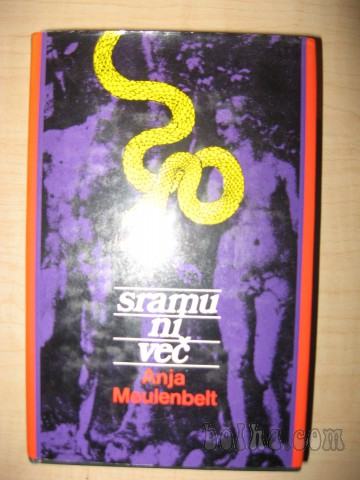 sramu
ni
več
Anja
Meulenbelt
bolha.com